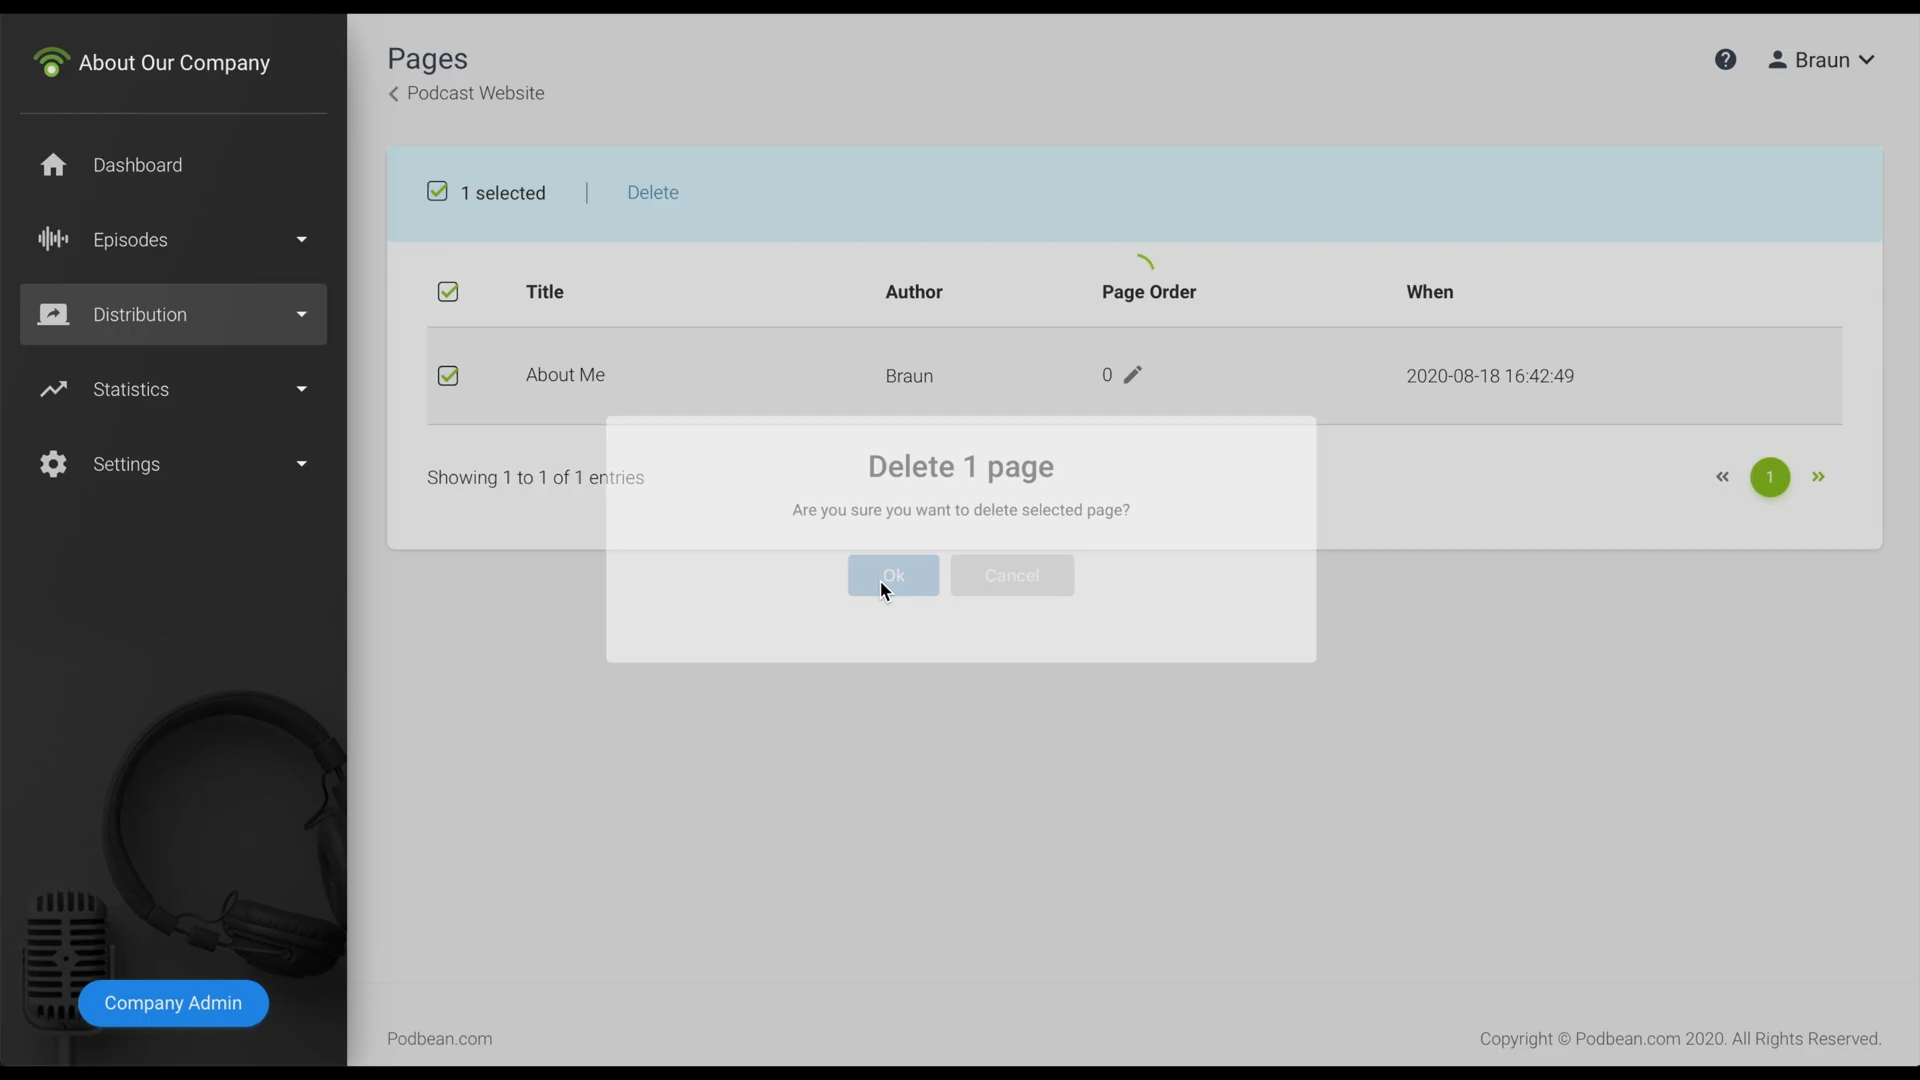 About Our Company
Dashboard
Episodes
Distribution
Statistics
Settings
Company Admin
Pages
Podcast Website
Braun
1 selected | Delete
Title Author Page Order When
About Me Braun 0 2020-08-18 16:42:49
Showing 1 to 1 of 1 entries
« 1 »
Delete 1 page
Are you sure you want to delete selected page?
Ok Cancel
Podbean.com
Copyright © Podbean.com 2020. All Rights Reserved.